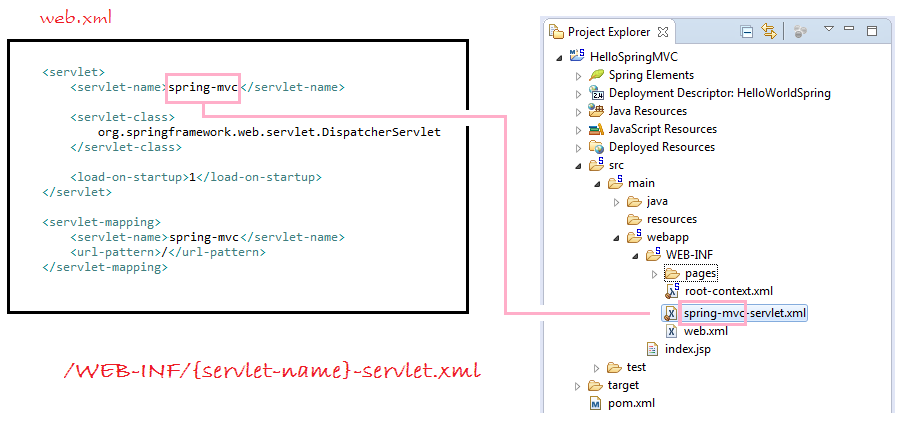 web.xml
<servlet>
<servlet-name>spring-mvc</servlet-name>
<servlet-class>
org.springframework.web.servlet.DispatcherServlet
</servlet-class>
<load-on-startup>1</load-on-startup>
</servlet>
<servlet-mapping>
<servlet-name>spring-mvc</servlet-name>
<url-pattern>/</url-pattern>
</servlet-mapping>
/WEB-INF/{servlet-name}-servlet.xml
Project Explorer
HelloSpringMVC
Spring Elements
Deployment Descriptor: HelloWorldSpring
Java Resources
JavaScript Resources
Deployed Resources
src
main
java
resources
webapp
WEB-INF
pages
root-context.xml
spring-mvc-servlet.xml
web.xml
index.jsp
test
target
pom.xml